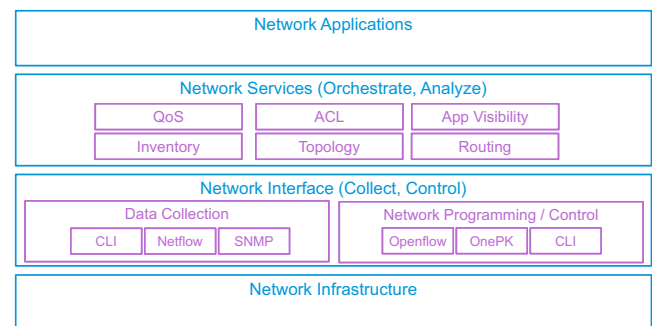 Network Applications
Network Services (Orchestrate, Analyze)
QoS ACL App Visibility
Inventory Topology Routing
Network Interface (Collect, Control)
Data Collection
CLI Netflow SNMP
Network Programming / Control
Openflow OnePK CLI
Network Infrastructure